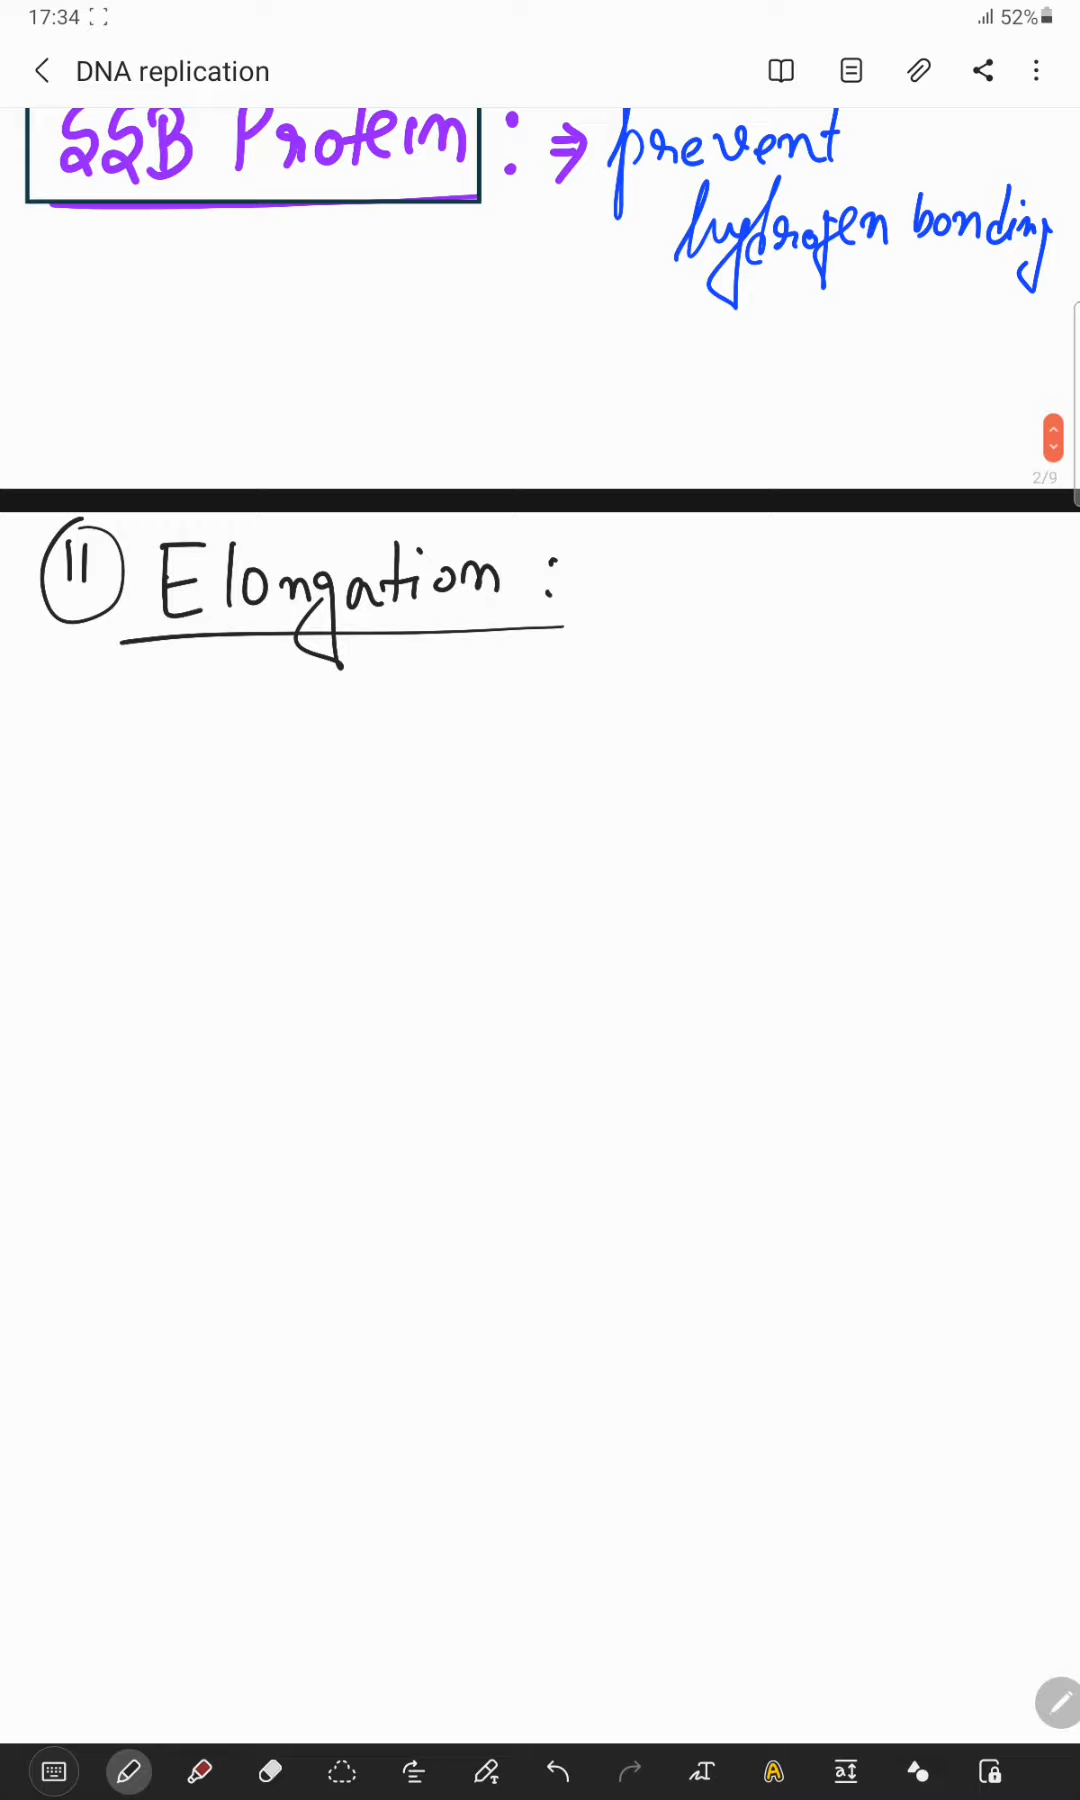 17:34 52%
DNA replication
SSB Protein : ⇒ prevent
hydrogen bonding
2/9
II Elongation :